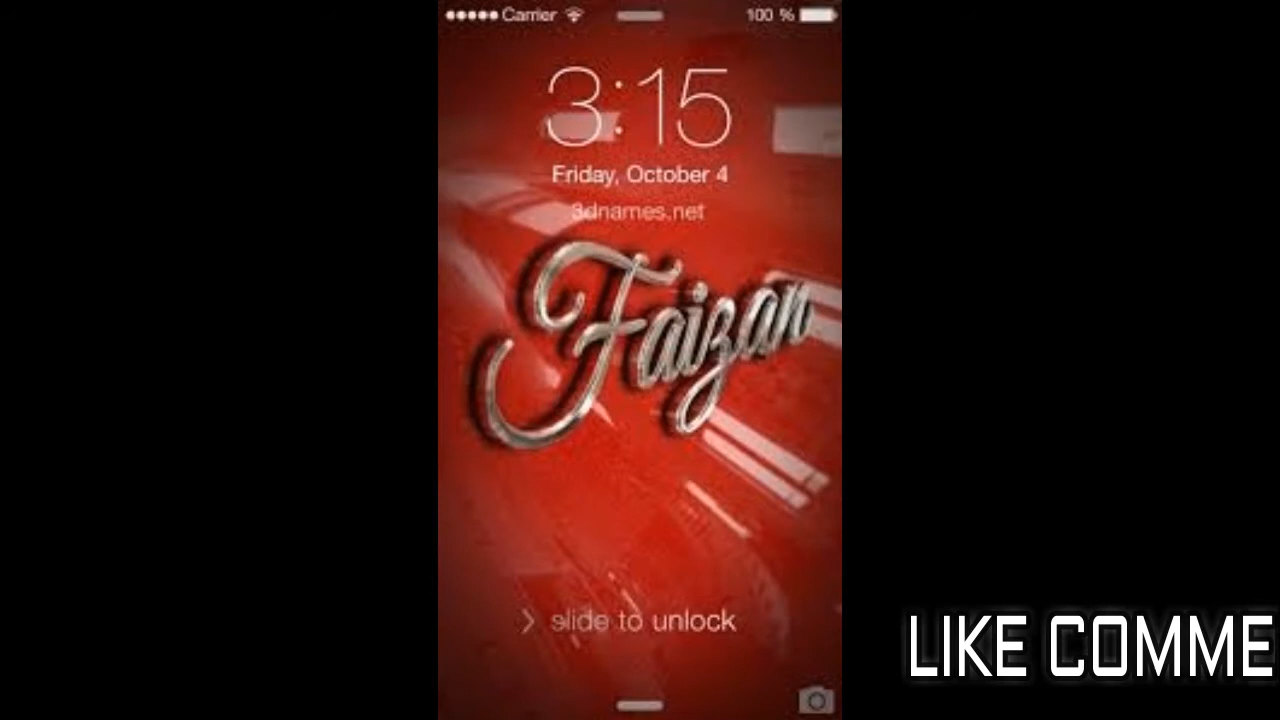 Carrier 100 %
3:15
Friday, October 4
3dnames.net
Faizan
slide to unlock
LIKE COMME